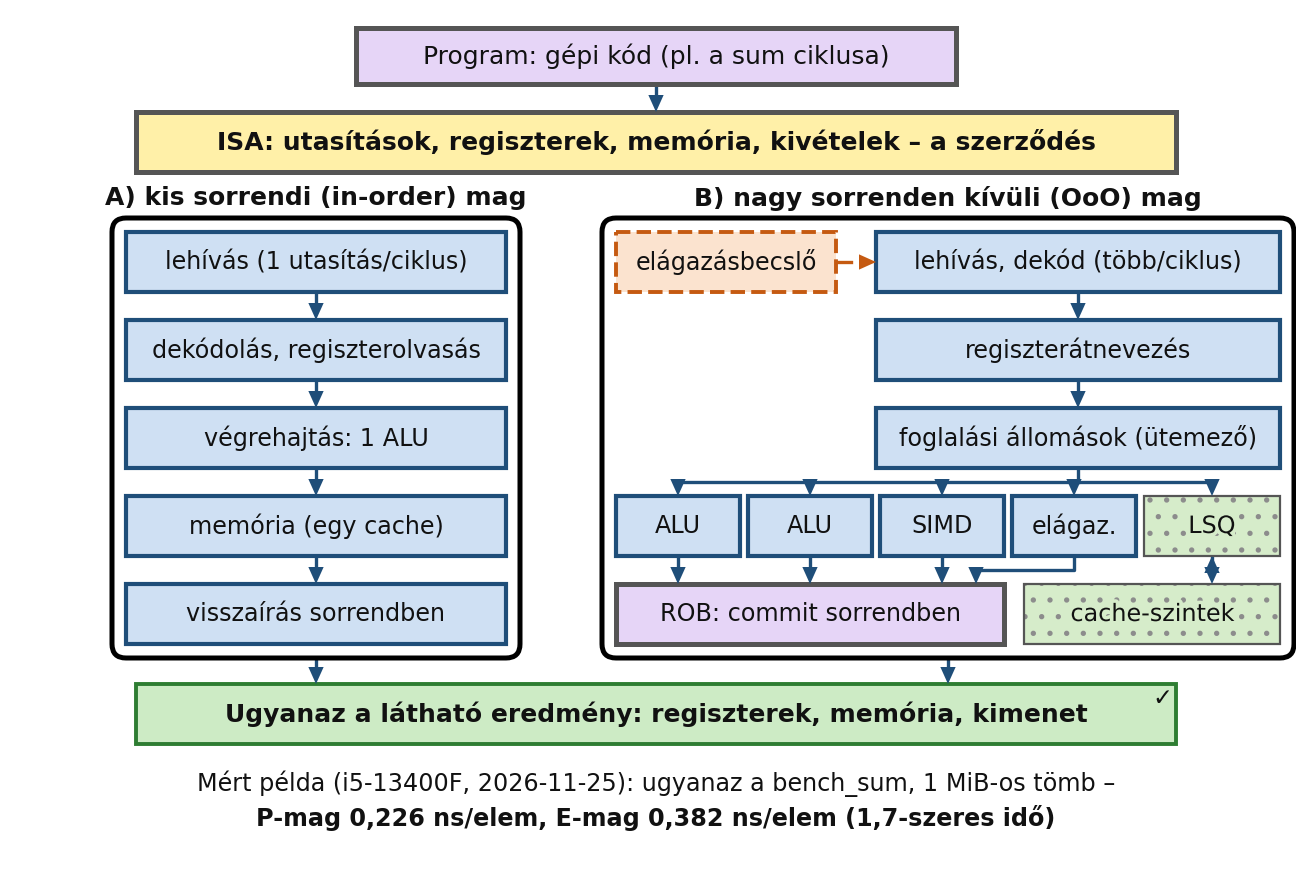 Program: gépi kód (pl. a sum ciklusa)
ISA: utasítások, regiszterek, memória, kivételek – a szerződés
A) kis sorrendi (in-order) mag
lehívás (1 utasítás/ciklus)
dekódolás, regiszterolvasás
végrehajtás: 1 ALU
memória (egy cache)
visszaírás sorrendben
B) nagy sorrenden kívüli (OoO) mag
elágazásbecslő
lehívás, dekód (több/ciklus)
regiszterátnevezés
foglalási állomások (ütemező)
ALU
ALU
SIMD
elágaz.
LSQ
ROB: commit sorrendben
cache-szintek
Ugyanaz a látható eredmény: regiszterek, memória, kimenet ✓
Mért példa (i5-13400F, 2026-11-25): ugyanaz a bench_sum, 1 MiB-os tömb –
P-mag 0,226 ns/elem, E-mag 0,382 ns/elem (1,7-szeres idő)